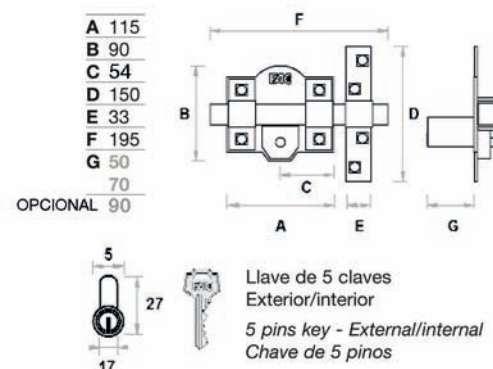 A 115
B 90
C 54
D 150
E 33
F 195
G 50
70
OPCIONAL 90
F
FAC
B
D
C
A
E
G
5
27
17
FAC
Llave de 5 claves
Exterior/interior
5 pins key - External/internal
Chave de 5 pinos